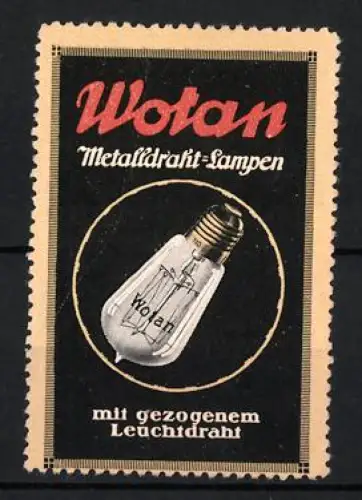 Wotan
Metalldraht-Lampen
Wotan
mit gezogenem
Leuchtdraht